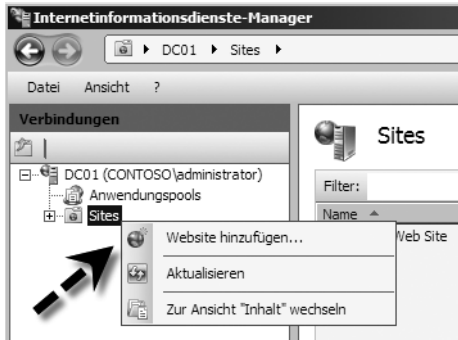 Internetinformationsdienste-Manager
DC01 Sites
Datei Ansicht ?
Verbindungen
DC01 (CONTOSO\administrator)
Anwendungspools
Sites
Sites
Filter:
Name
Web Site
Website hinzufügen...
Aktualisieren
Zur Ansicht "Inhalt" wechseln